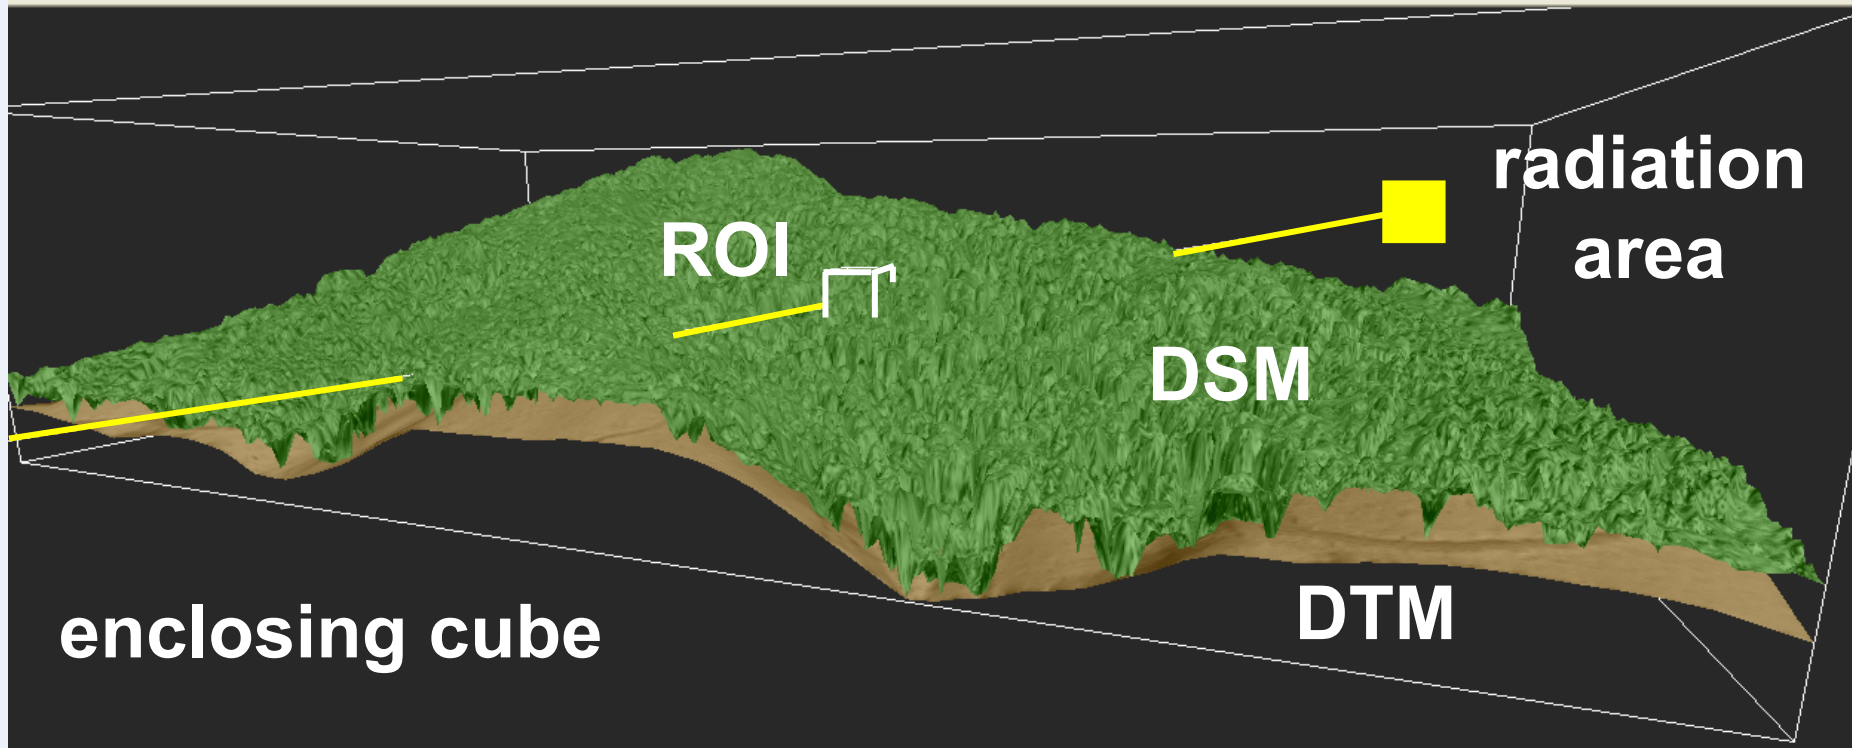 radiation
area
ROI
DSM
DTM
enclosing cube